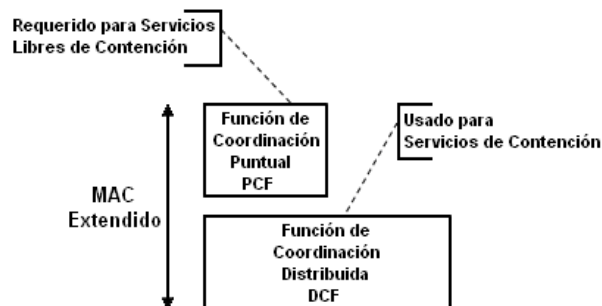 Requerido para Servicios
Libres de Contención
Función de
Coordinación
Puntual
PCF
Usado para
Servicios de Contención
MAC
Extendido
Función de
Coordinación
Distribuida
DCF